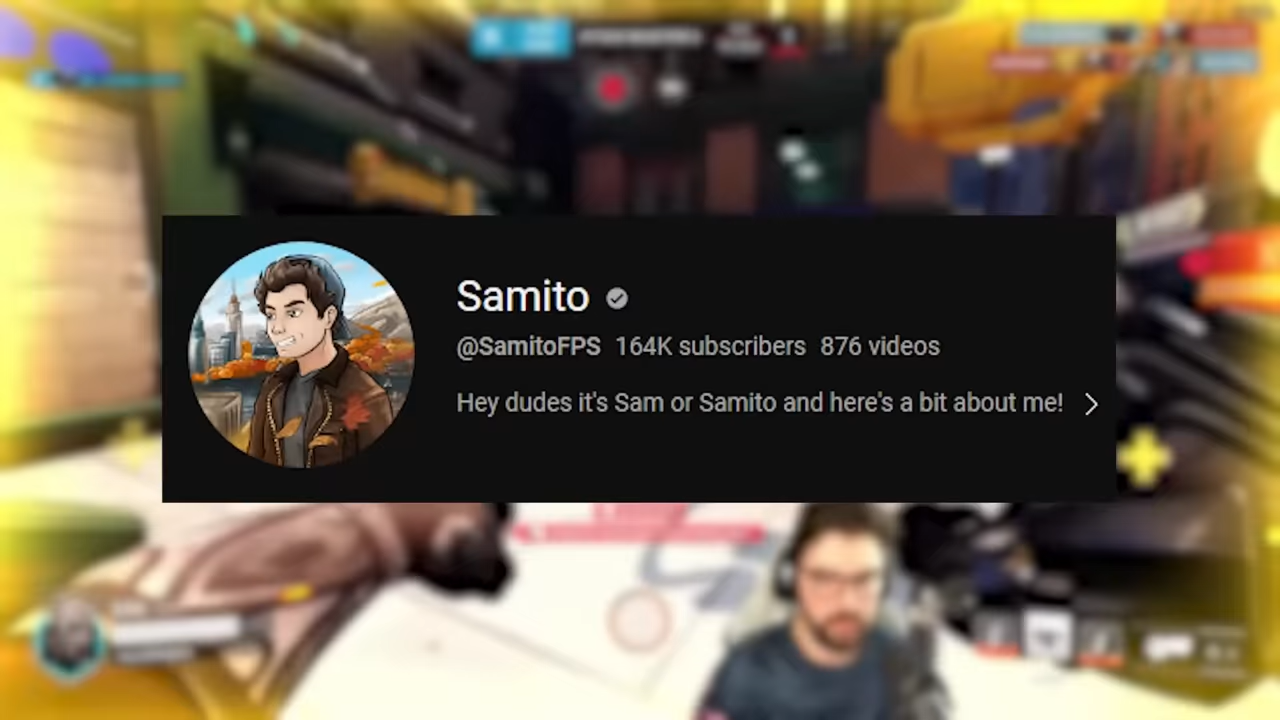 Samito
@SamitoFPS 164K subscribers 876 videos
Hey dudes it's Sam or Samito and here's a bit about me!